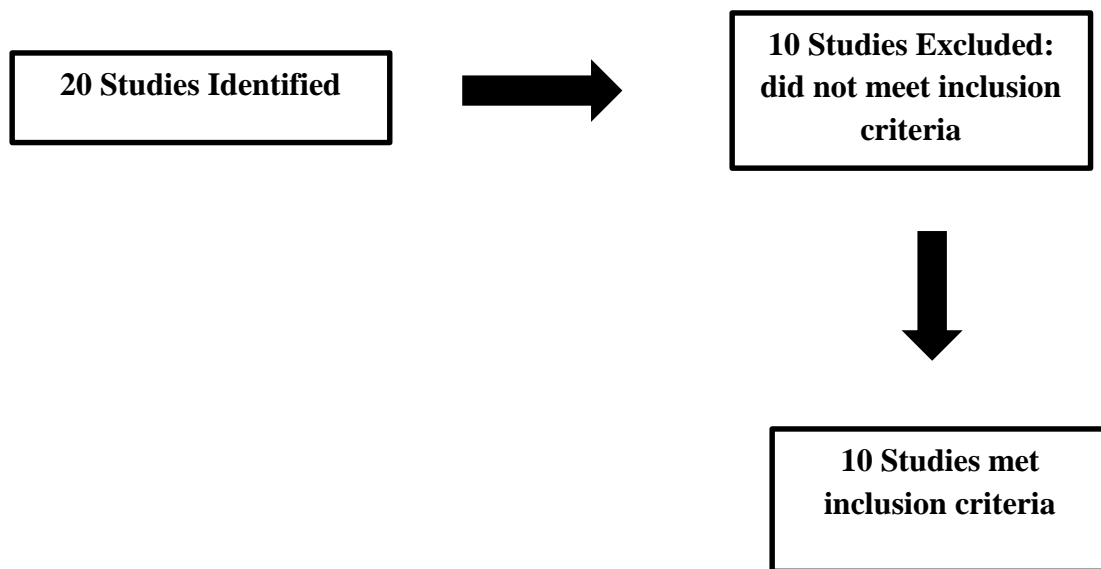 20 Studies Identified
10 Studies Excluded:
did not meet inclusion
criteria
10 Studies met
inclusion criteria